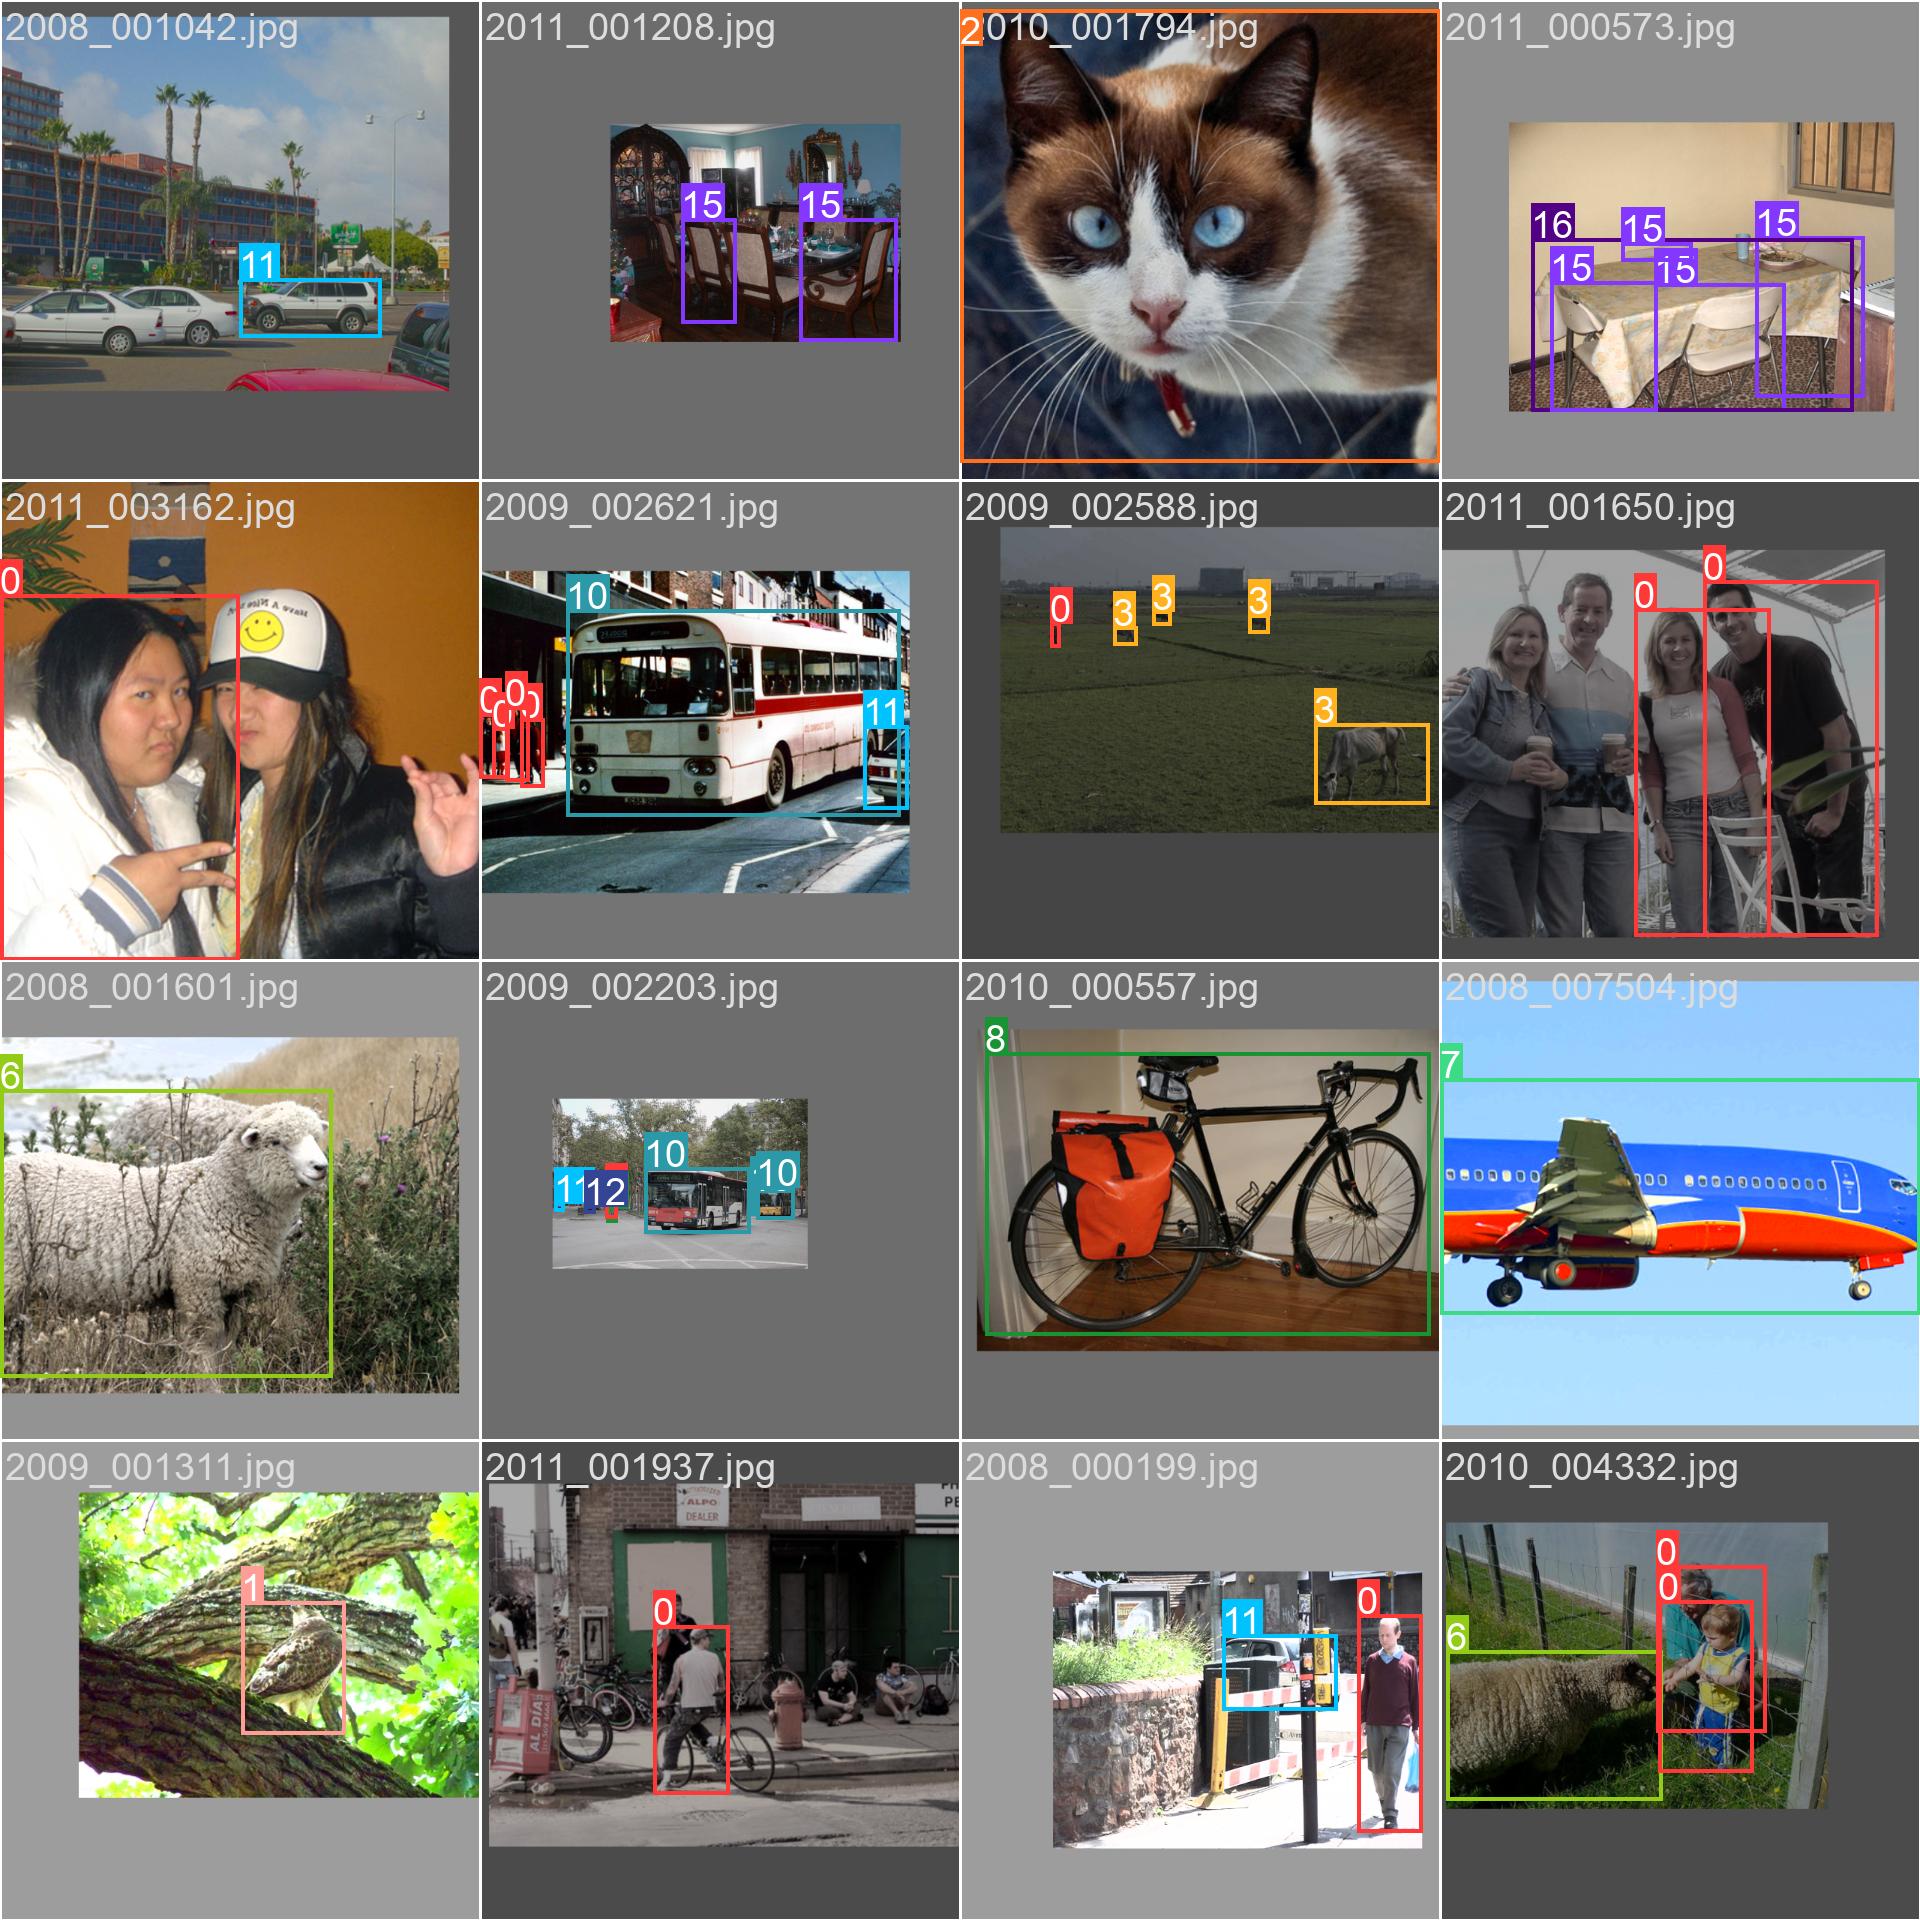 2008_001042.jpg
11
2011_001208.jpg
15
15
2010_001794.jpg
2
2011_000573.jpg
16
15
15
15
15
2011_003162.jpg
0
2009_002621.jpg
10
0
0
0
0
11
2009_002588.jpg
0
3
3
3
3
2011_001650.jpg
0
0
2008_001601.jpg
6
2009_002203.jpg
11
12
10
10
2010_000557.jpg
8
2008_007504.jpg
7
2009_001311.jpg
1
2011_001937.jpg
ALPO
DEALER
PE
0
AL DIA
2008_000199.jpg
11
0
2010_004332.jpg
0
0
6